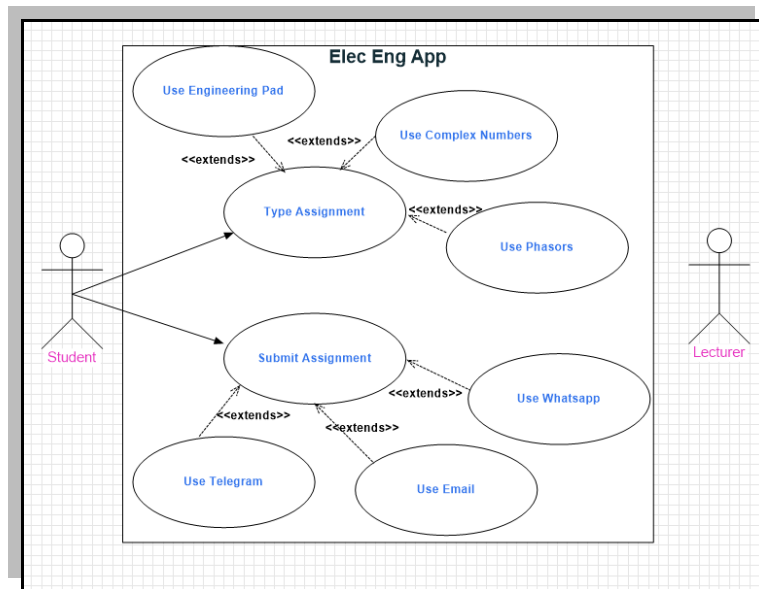 Elec Eng App
Use Engineering Pad
Use Complex Numbers
<<extends>>
<<extends>>
Type Assignment
<<extends>>
Use Phasors
Student
Lecturer
Submit Assignment
Use Whatsapp
<<extends>>
<<extends>>
<<extends>>
Use Telegram
Use Email